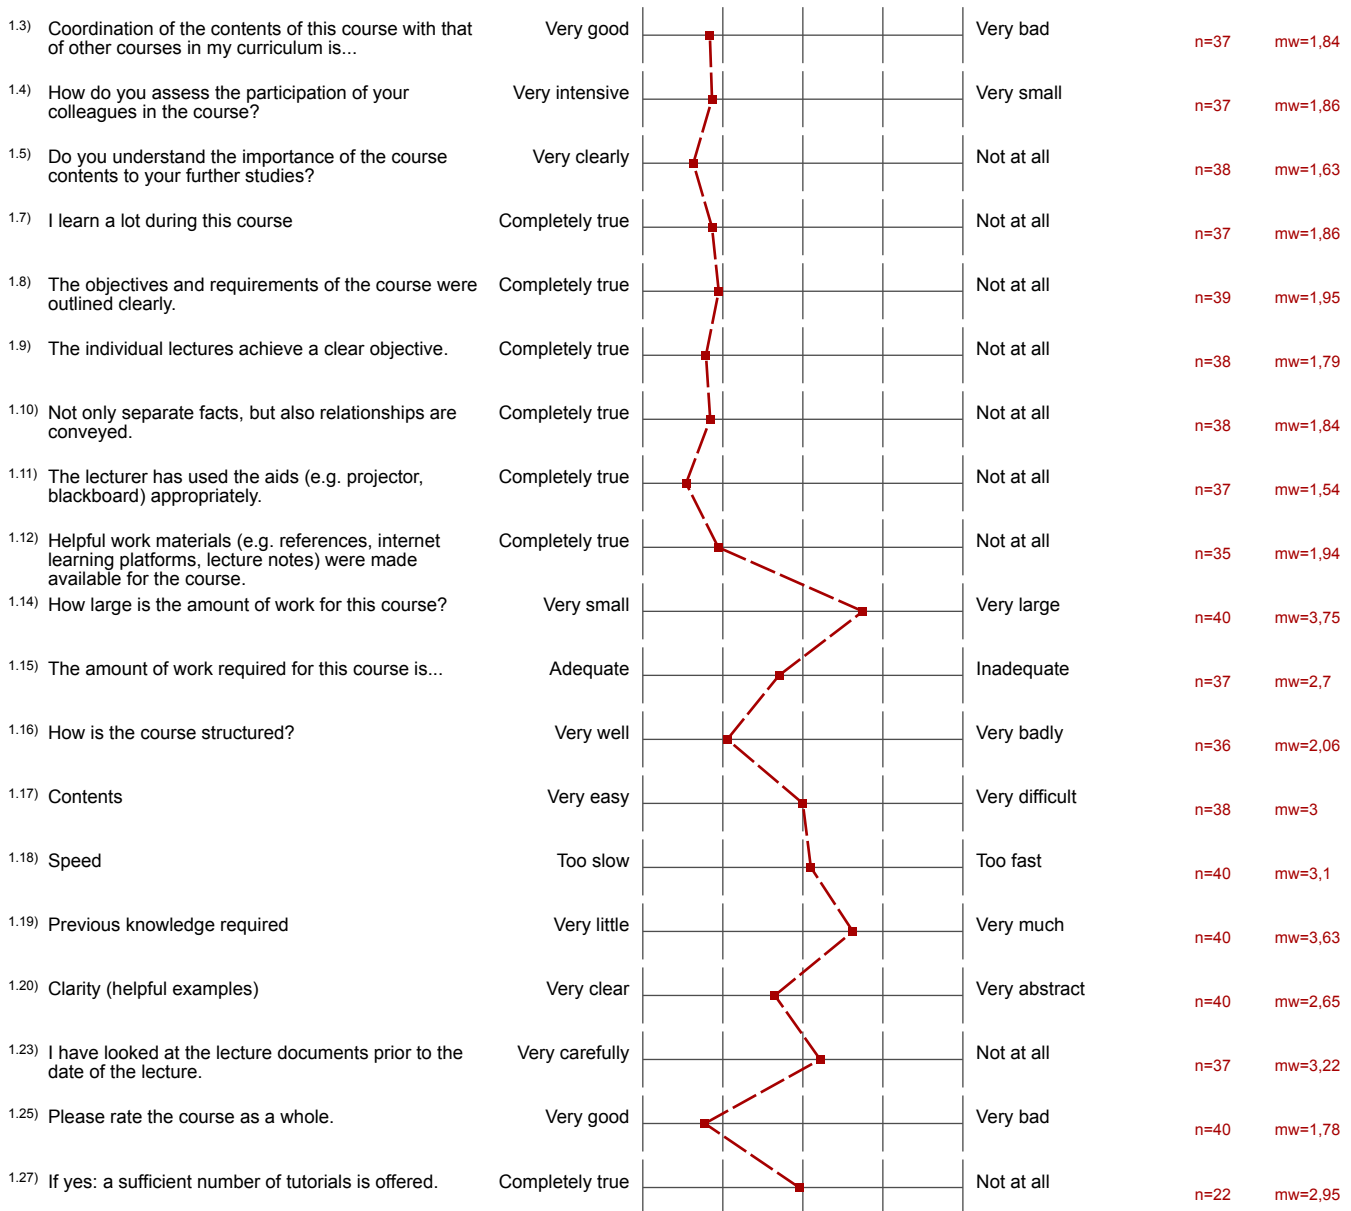 1.3) Coordination of the contents of this course with that Very good Very bad n=37 mw=1,84
of other courses in my curriculum is...
1.4) How do you assess the participation of your Very intensive Very small n=37 mw=1,86
colleagues in the course?
1.5) Do you understand the importance of the course Very clearly Not at all n=38 mw=1,63
contents to your further studies?
1.7) I learn a lot during this course Completely true Not at all n=37 mw=1,86
1.8) The objectives and requirements of the course were Completely true Not at all n=39 mw=1,95
outlined clearly.
1.9) The individual lectures achieve a clear objective. Completely true Not at all n=38 mw=1,79
1.10) Not only separate facts, but also relationships are Completely true Not at all n=38 mw=1,84
conveyed.
1.11) The lecturer has used the aids (e.g. projector, Completely true Not at all n=37 mw=1,54
blackboard) appropriately.
1.12) Helpful work materials (e.g. references, internet Completely true Not at all n=35 mw=1,94
learning platforms, lecture notes) were made
available for the course.
1.14) How large is the amount of work for this course? Very small Very large n=40 mw=3,75
1.15) The amount of work required for this course is... Adequate Inadequate n=37 mw=2,7
1.16) How is the course structured? Very well Very badly n=36 mw=2,06
1.17) Contents Very easy Very difficult n=38 mw=3
1.18) Speed Too slow Too fast n=40 mw=3,1
1.19) Previous knowledge required Very little Very much n=40 mw=3,63
1.20) Clarity (helpful examples) Very clear Very abstract n=40 mw=2,65
1.23) I have looked at the lecture documents prior to the Very carefully Not at all n=37 mw=3,22
date of the lecture.
1.25) Please rate the course as a whole. Very good Very bad n=40 mw=1,78
1.27) If yes: a sufficient number of tutorials is offered. Completely true Not at all n=22 mw=2,95